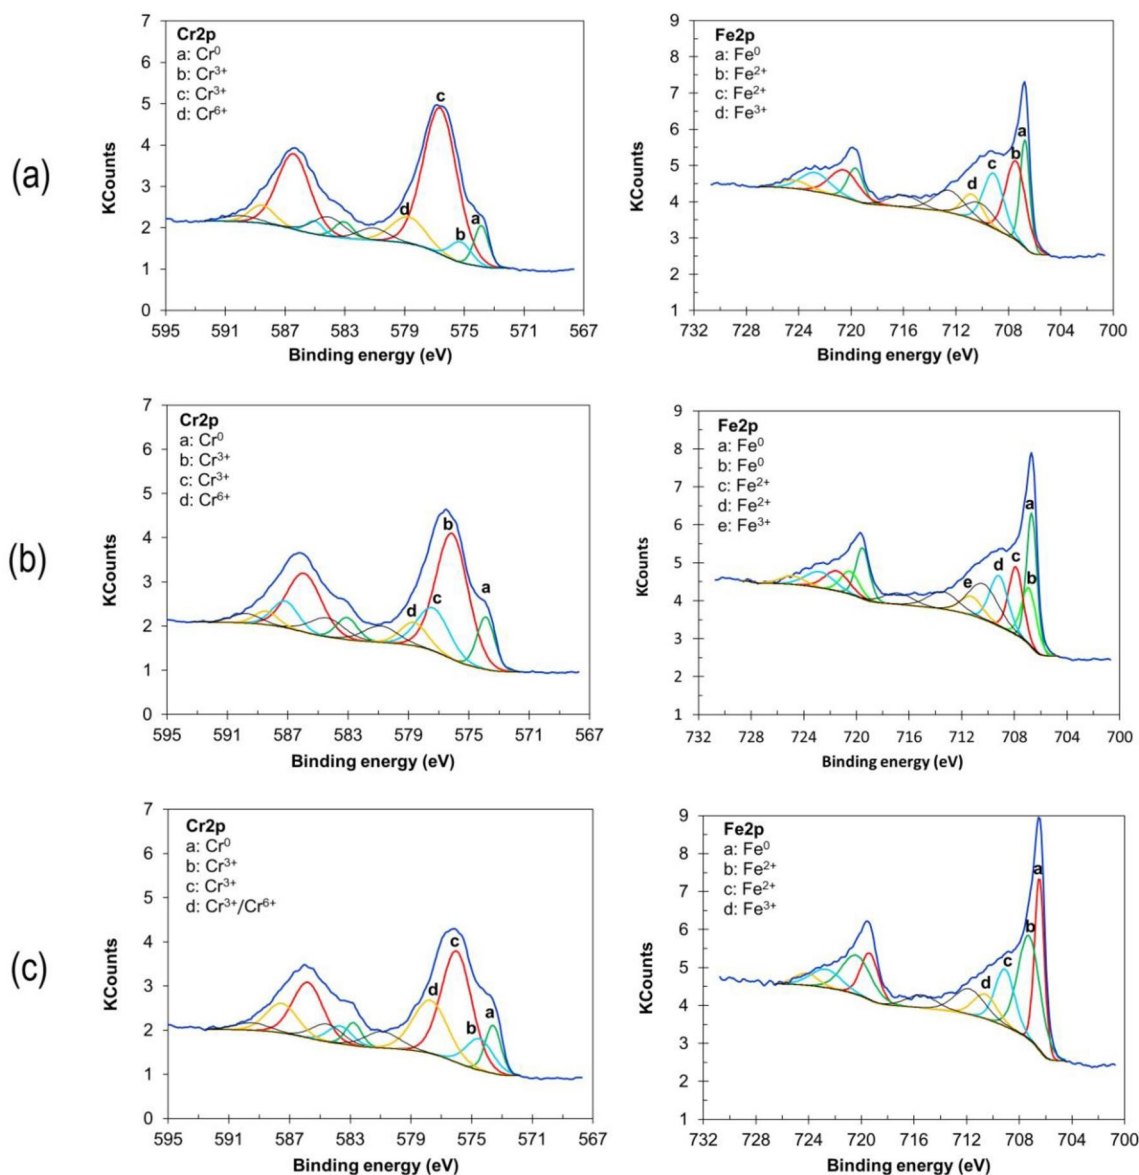 (a)
Cr2p
a: Cr⁰
b: Cr³⁺
c: Cr³⁺
d: Cr⁶⁺
KCounts
7
6
5
4
3
2
1
0
c
d
b
a
595 591 587 583 579 575 571 567
Binding energy (eV)
Fe2p
a: Fe⁰
b: Fe²⁺
c: Fe²⁺
d: Fe³⁺
KCounts
9
8
7
6
5
4
3
2
1
a
b
c
d
732 728 724 720 716 712 708 704 700
Binding energy (eV)
(b)
Cr2p
a: Cr⁰
b: Cr³⁺
c: Cr³⁺
d: Cr⁶⁺
KCounts
7
6
5
4
3
2
1
0
b
a
c
d
595 591 587 583 579 575 571 567
Binding energy (eV)
Fe2p
a: Fe⁰
b: Fe⁰
c: Fe²⁺
d: Fe²⁺
e: Fe³⁺
KCounts
9
8
7
6
5
4
3
2
1
a
c
d
e
b
732 728 724 720 716 712 708 704 700
Binding energy (eV)
(c)
Cr2p
a: Cr⁰
b: Cr³⁺
c: Cr³⁺
d: Cr³⁺/Cr⁶⁺
KCounts
7
6
5
4
3
2
1
0
c
d
a
b
595 591 587 583 579 575 571 567
Binding energy (eV)
Fe2p
a: Fe⁰
b: Fe²⁺
c: Fe²⁺
d: Fe³⁺
KCounts
9
8
7
6
5
4
3
2
1
a
b
c
d
732 728 724 720 716 712 708 704 700
Binding energy (eV)